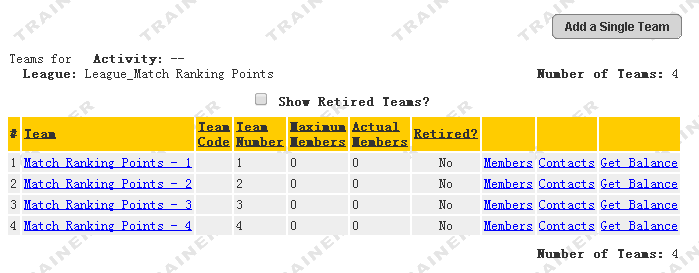 TRAINER TRAINER TRAINER TRAINER
Add a Single Team
Teams for Activity: --
League: League_Match Ranking Points Number of Teams: 4
Show Retired Teams?
# Team Team Code Team Number Maximum Members Actual Members Retired?
1 Match Ranking Points - 1 1 0 0 No Members Contacts Get Balance
2 Match Ranking Points - 2 2 0 0 No Members Contacts Get Balance
3 Match Ranking Points - 3 3 0 0 No Members Contacts Get Balance
4 Match Ranking Points - 4 4 0 0 No Members Contacts Get Balance
Number of Teams: 4